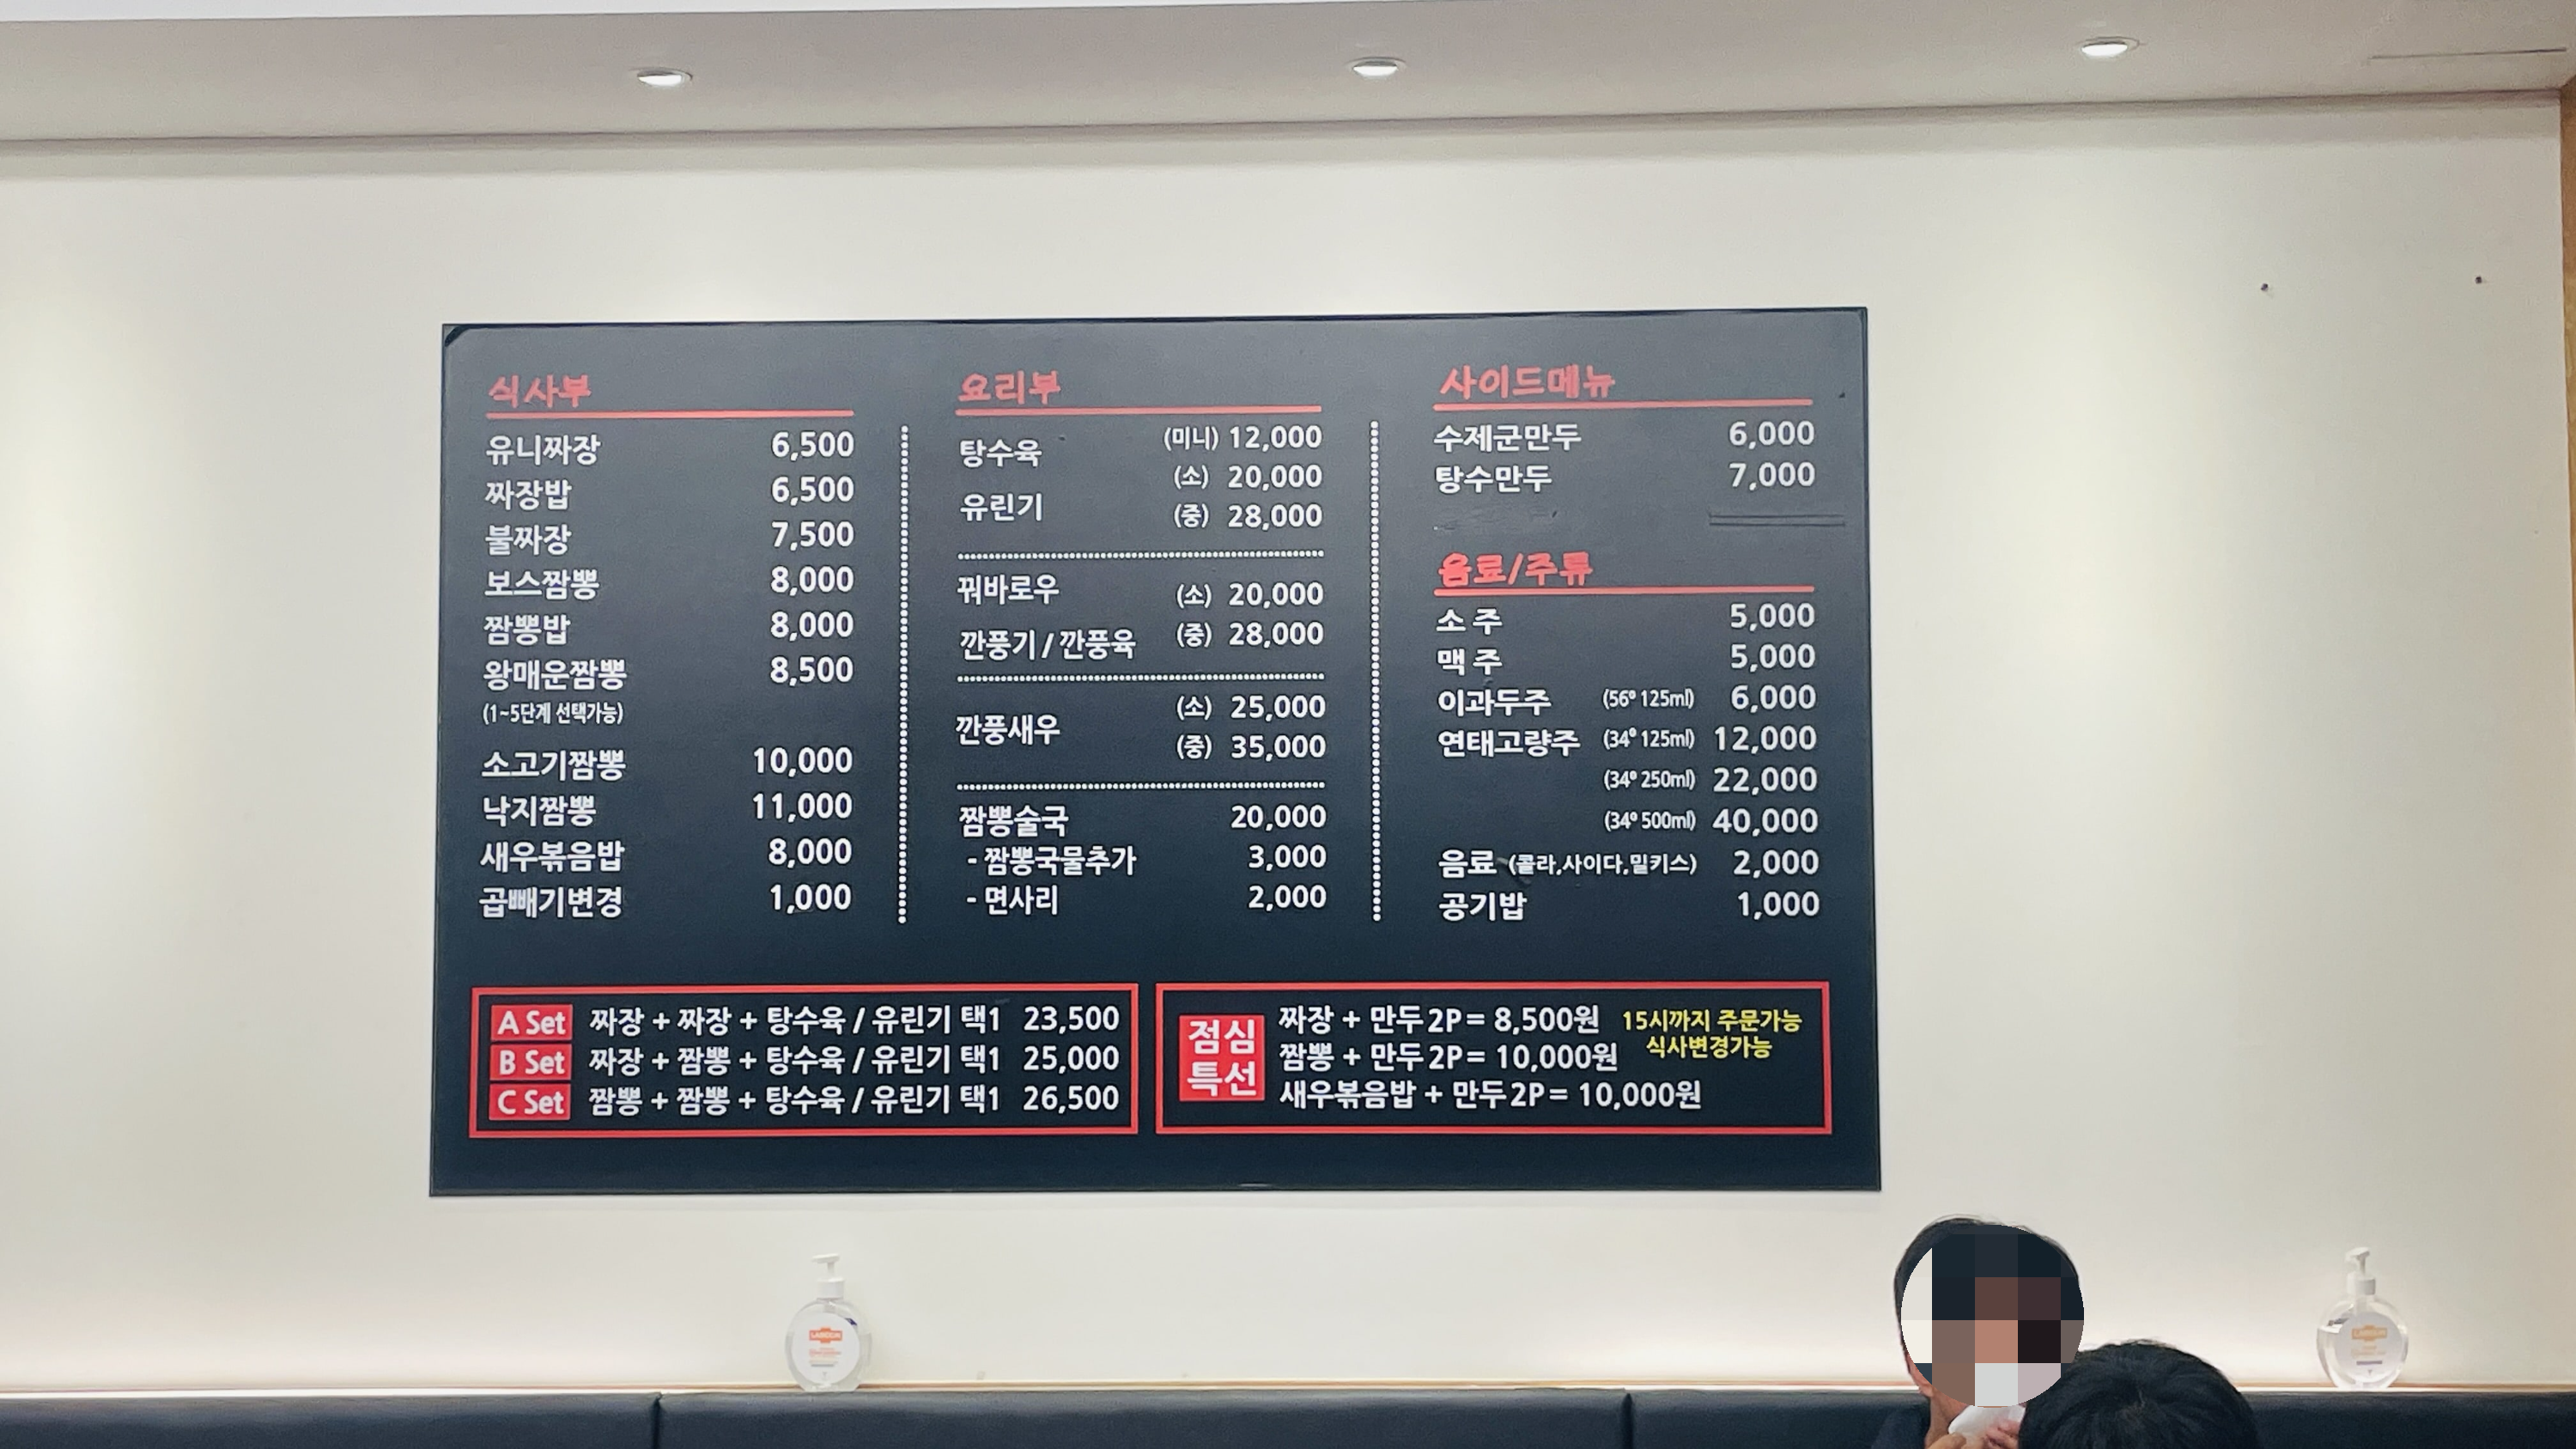 식사부
유니짜장 6,500
짜장밥 6,500
불짜장 7,500
보스짬뽕 8,000
짬뽕밥 8,000
왕매운짬뽕 8,500
(1~5단계 선택가능)
소고기짬뽕 10,000
낙지짬뽕 11,000
새우볶음밥 8,000
곱빼기변경 1,000
요리부
탕수육 (미니) 12,000
(소) 20,000
유린기 (중) 28,000
꿔바로우 (소) 20,000
깐풍기 / 깐풍육 (중) 28,000
깐풍새우 (소) 25,000
(중) 35,000
짬뽕술국 20,000
- 짬뽕국물추가 3,000
- 면사리 2,000
사이드메뉴
수제군만두 6,000
탕수만두 7,000
음료/주류
소 주 5,000
맥 주 5,000
이과두주 (56º 125ml) 6,000
연태고량주 (34º 125ml) 12,000
(34º 250ml) 22,000
(34º 500ml) 40,000
음료 (콜라,사이다,밀키스) 2,000
공기밥 1,000
A Set 짜장 + 짜장 + 탕수육 / 유린기 택1 23,500
B Set 짜장 + 짬뽕 + 탕수육 / 유린기 택1 25,000
C Set 짬뽕 + 짬뽕 + 탕수육 / 유린기 택1 26,500
점심
특선
짜장 + 만두2P= 8,500원
짬뽕 + 만두2P= 10,000원
새우볶음밥 + 만두2P= 10,000원
15시까지 주문가능
식사변경가능